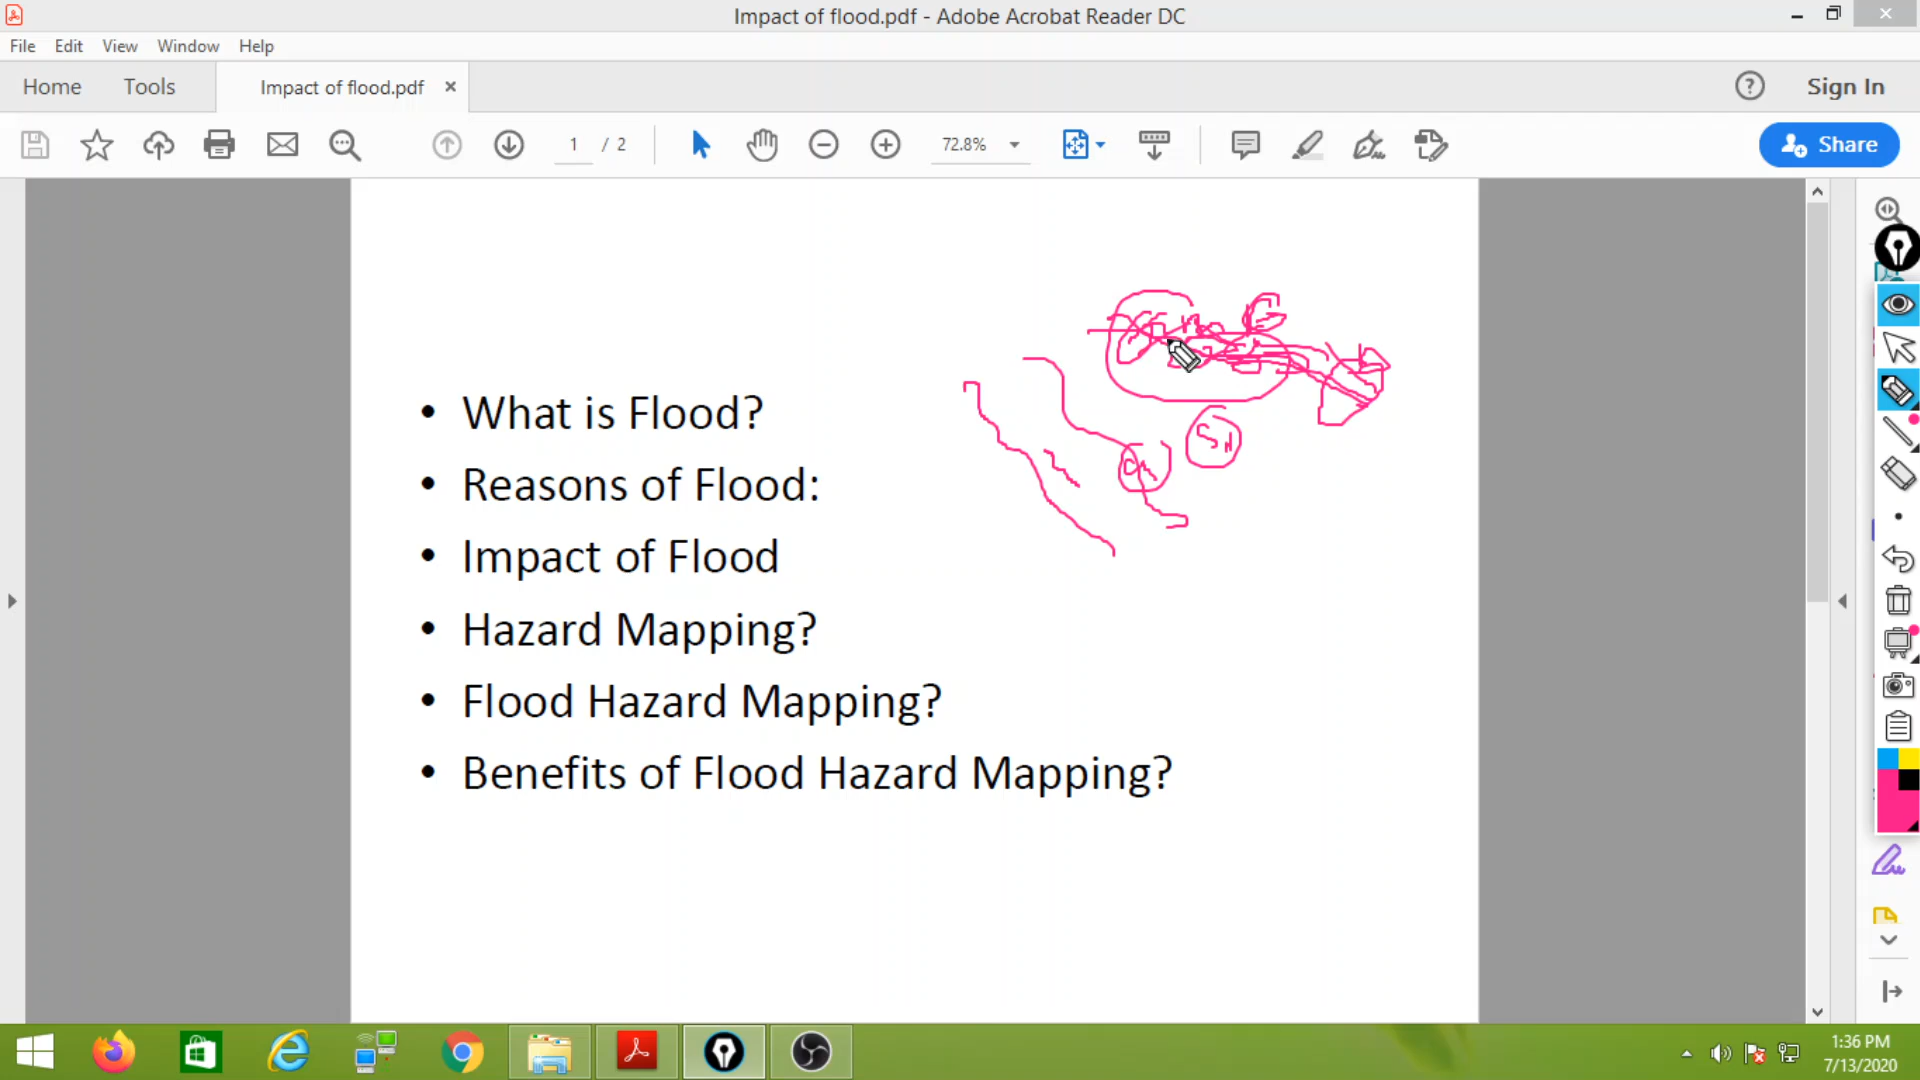 Impact of flood.pdf - Adobe Acrobat Reader DC
File Edit View Window Help
Home Tools Impact of flood.pdf × Sign In
1 / 2 72.8% Share
• What is Flood?
• Reasons of Flood:
• Impact of Flood
• Hazard Mapping?
• Flood Hazard Mapping?
• Benefits of Flood Hazard Mapping?
1:36 PM
7/13/2020